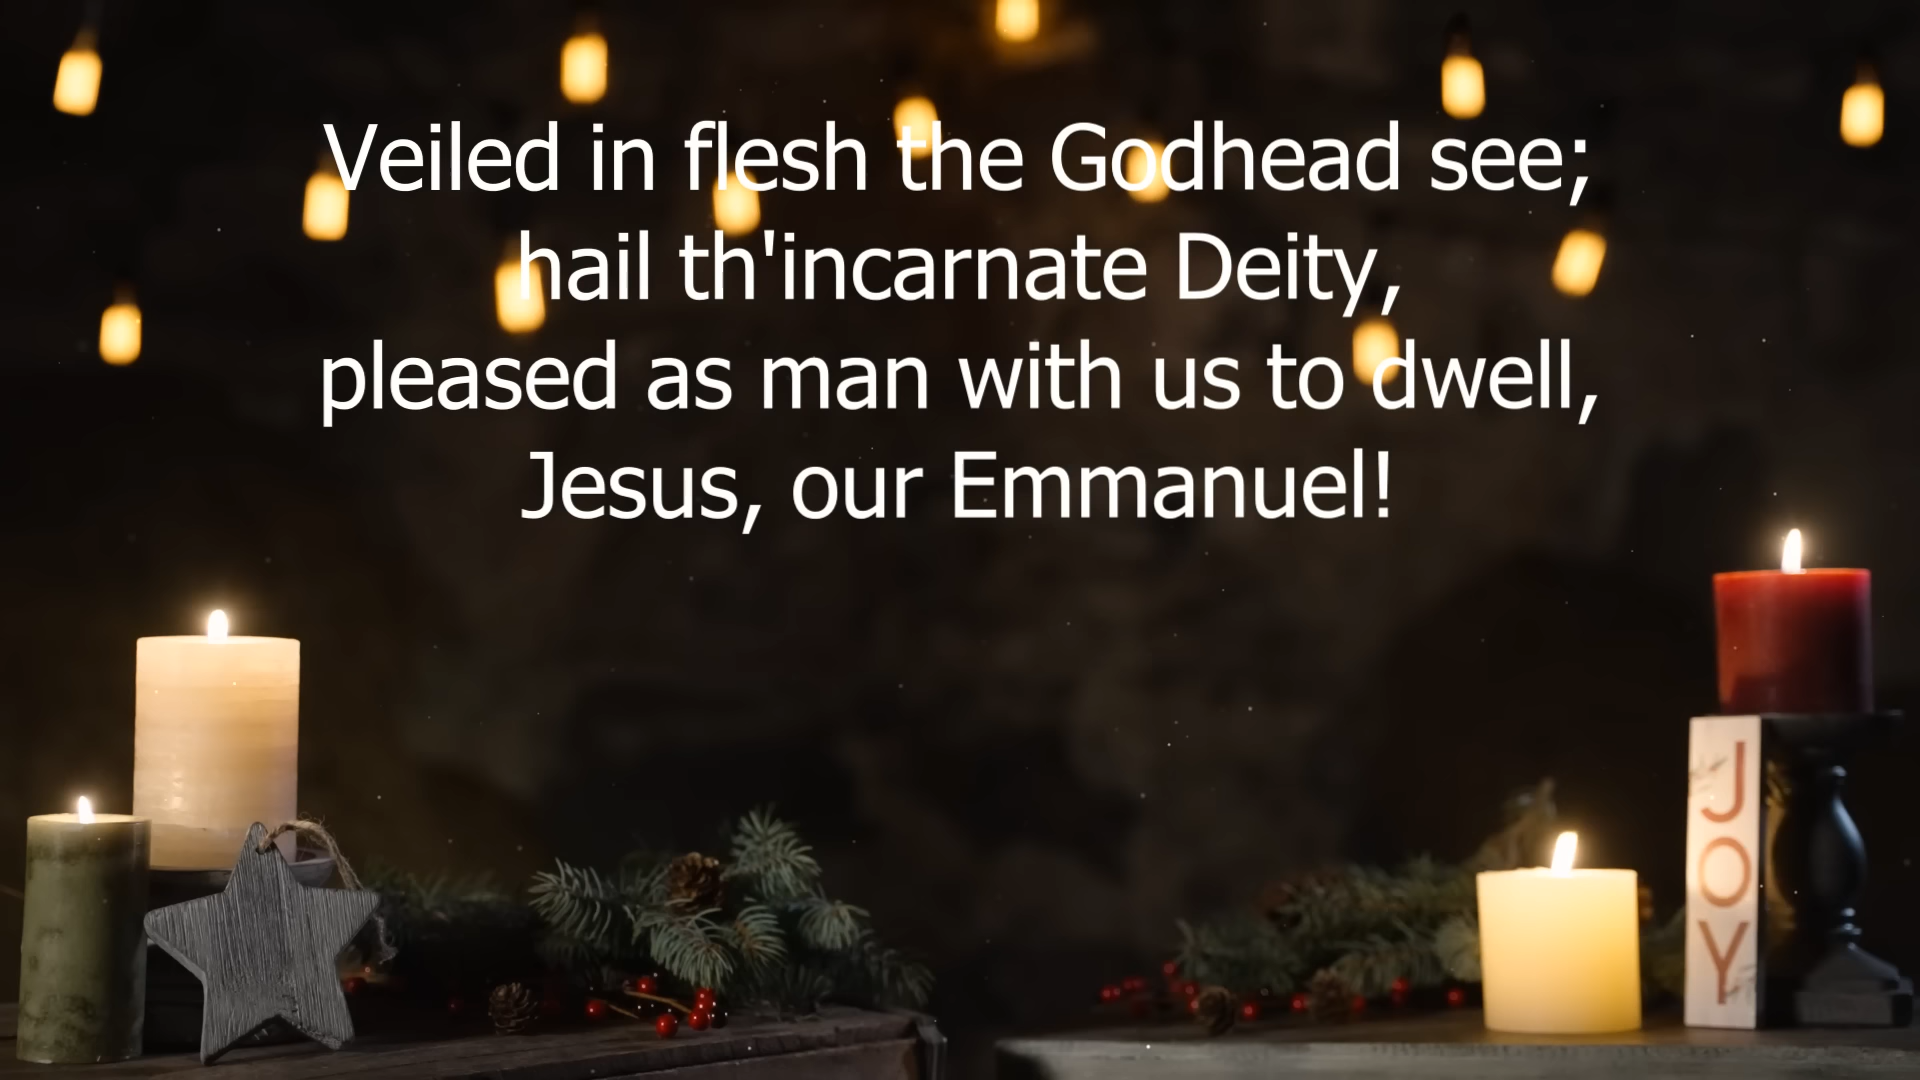 Veiled in flesh the Godhead see;
hail th'incarnate Deity,
pleased as man with us to dwell,
Jesus, our Emmanuel!
JOY